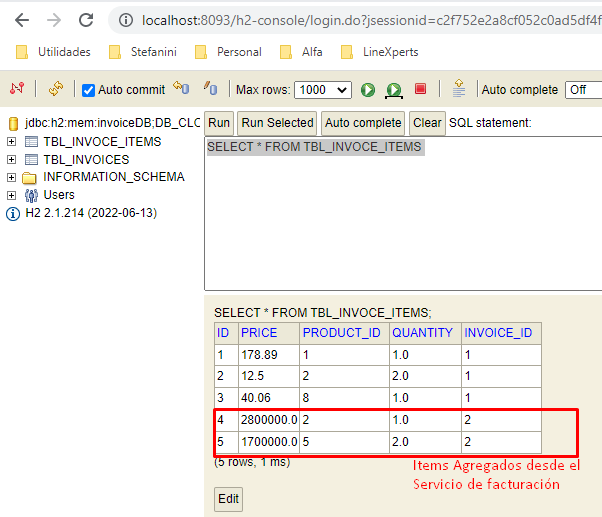 localhost:8093/h2-console/login.do?jsessionid=c2f752e2a8cf052c0ad5df4f
Utilidades Stefanini Personal Alfa LineXperts
Auto commit Max rows: 1000 Auto complete Off
jdbc:h2:mem:invoiceDB;DB_CLO
TBL_INVOCE_ITEMS
TBL_INVOICES
INFORMATION_SCHEMA
Users
H2 2.1.214 (2022-06-13)
Run Run Selected Auto complete Clear SQL statement:
SELECT * FROM TBL_INVOCE_ITEMS
SELECT * FROM TBL_INVOCE_ITEMS;
ID PRICE PRODUCT_ID QUANTITY INVOICE_ID
1 178.89 1 1.0 1
2 12.5 2 2.0 1
3 40.06 8 1.0 1
4 2800000.0 2 1.0 2
5 1700000.0 5 2.0 2
(5 rows, 1 ms)
Items Agregados desde el
Servicio de facturación
Edit